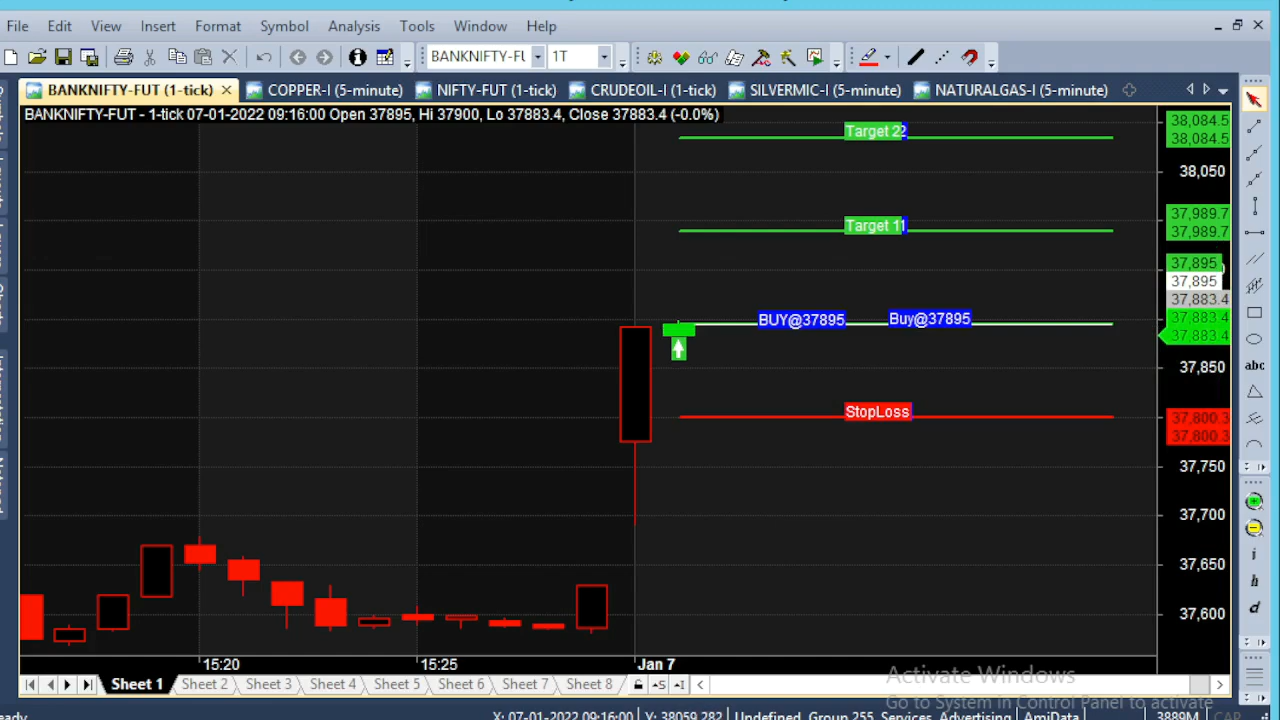 File Edit View Insert Format Symbol Analysis Tools Window Help
BANKNIFTY-FU 1T
BANKNIFTY-FUT (1-tick) COPPER-I (5-minute) NIFTY-FUT (1-tick) CRUDEOIL-I (1-tick) SILVERMIC-I (5-minute) NATURALGAS-I (5-minute)
BANKNIFTY-FUT - 1-tick 07-01-2022 09:16:00 Open 37895, Hi 37900, Lo 37883.4, Close 37883.4 (-0.0%)
38,084.5
Target 22
38,084.5
38,050
37,989.7
Target 11
37,989.7
37,895
37,895
37,883.4
BUY@37895 Buy@37895
37,883.4
37,883.4
abc
37,850
StopLoss
37,800.3
37,800.3
37,750
37,700
37,650
37,600
i
h
d
15:20 15:25 Jan 7
Activate Windows
Sheet 1 Sheet 2 Sheet 3 Sheet 4 Sheet 5 Sheet 6 Sheet 7 Sheet 8
Go to System in Control Panel to activate
X: 07-01-2022 09:16:00 Y: 38059.282 Undefined, Group 255, Services, Advertising AmiData 3889M CAP